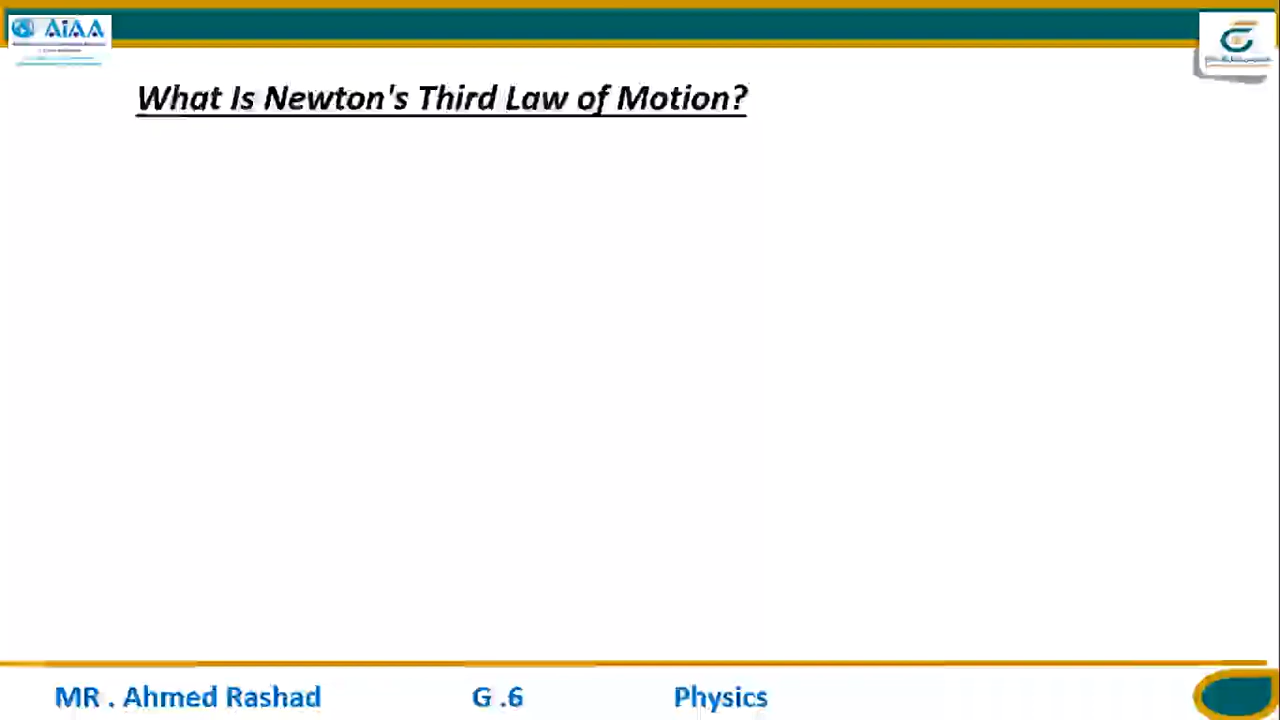 AIAA
What Is Newton's Third Law of Motion?
MR . Ahmed Rashad G .6 Physics